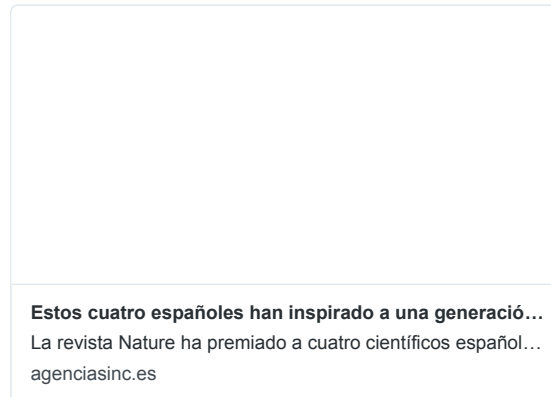 Estos cuatro españoles han inspirado a una generació…
La revista Nature ha premiado a cuatro científicos español…
agenciasinc.es